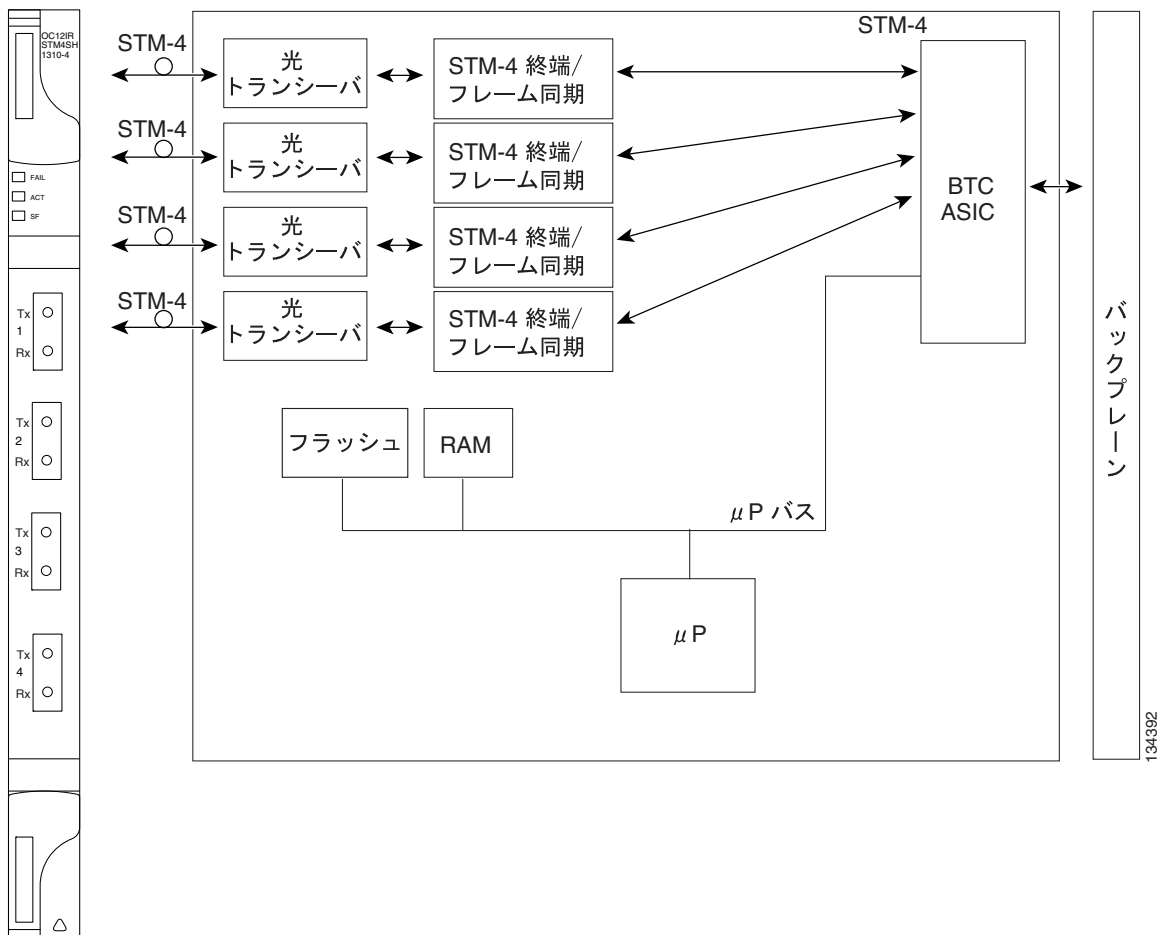 OC12IR
STM4SH
1310-4
FAIL
ACT
SF
Tx
1
Rx
Tx
2
Rx
Tx
3
Rx
Tx
4
Rx
STM-4
光
トランシーバ
STM-4 終端/
フレーム同期
STM-4
光
トランシーバ
STM-4 終端/
フレーム同期
STM-4
光
トランシーバ
STM-4 終端/
フレーム同期
STM-4
光
トランシーバ
STM-4 終端/
フレーム同期
STM-4
BTC
ASIC
フラッシュ
RAM
μP バス
μP
バックプレーン
134392